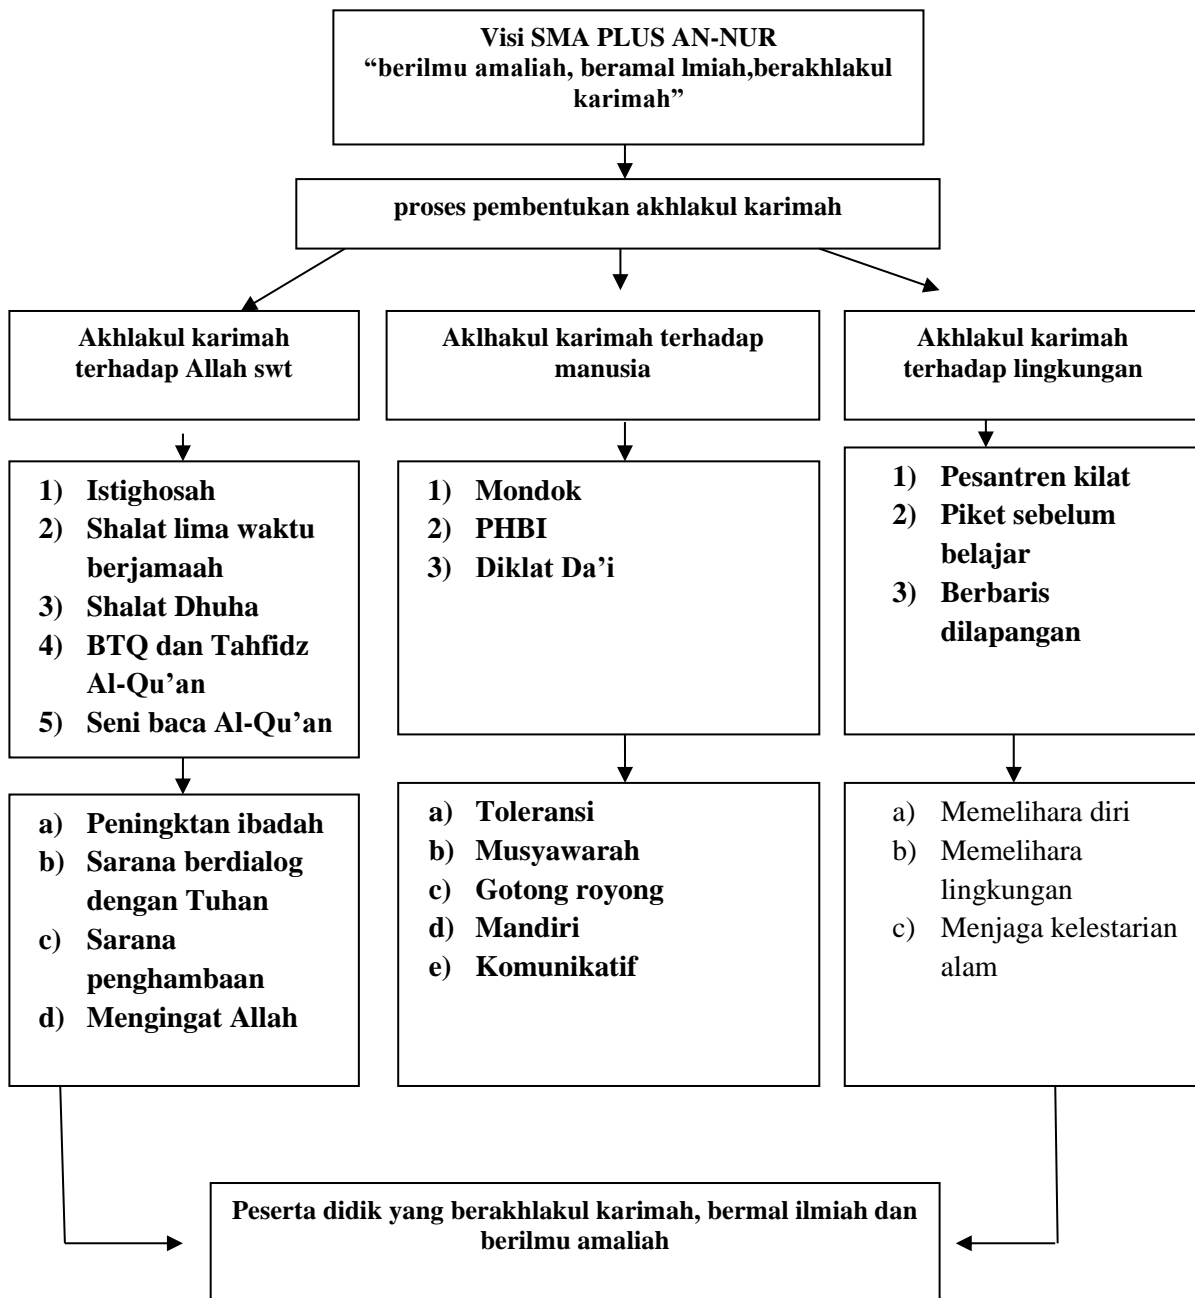 Visi SMA PLUS AN-NUR
“berilmu amaliah, beramal lmiah,berakhlakul
karimah”
proses pembentukan akhlakul karimah
Akhlakul karimah
terhadap Allah swt
Aklhakul karimah terhadap
manusia
Akhlakul karimah
terhadap lingkungan
1) Istighosah
2) Shalat lima waktu
berjamaah
3) Shalat Dhuha
4) BTQ dan Tahfidz
Al-Qu’an
5) Seni baca Al-Qu’an
1) Mondok
2) PHBI
3) Diklat Da’i
1) Pesantren kilat
2) Piket sebelum
belajar
3) Berbaris
dilapangan
a) Peningktan ibadah
b) Sarana berdialog
dengan Tuhan
c) Sarana
penghambaan
d) Mengingat Allah
a) Toleransi
b) Musyawarah
c) Gotong royong
d) Mandiri
e) Komunikatif
a) Memelihara diri
b) Memelihara
lingkungan
c) Menjaga kelestarian
alam
Peserta didik yang berakhlakul karimah, bermal ilmiah dan
berilmu amaliah